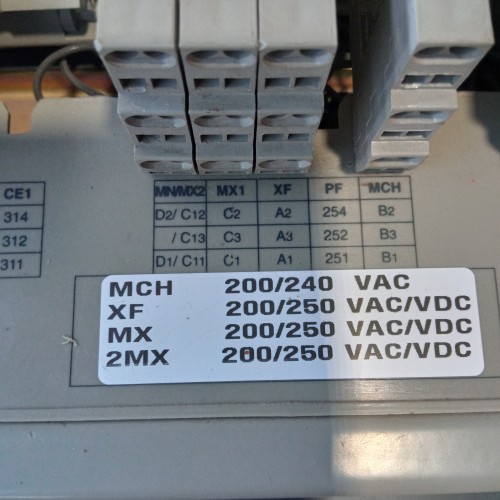 CE1
314
312
311
MN/MX2 MX1 XF PF MCH
D2/ C12 C2 A2 254 B2
/ C13 C3 A3 252 B3
D1/ C11 C1 A1 251 B1
MCH 200/240 VAC
XF 200/250 VAC/VDC
MX 200/250 VAC/VDC
2MX 200/250 VAC/VDC